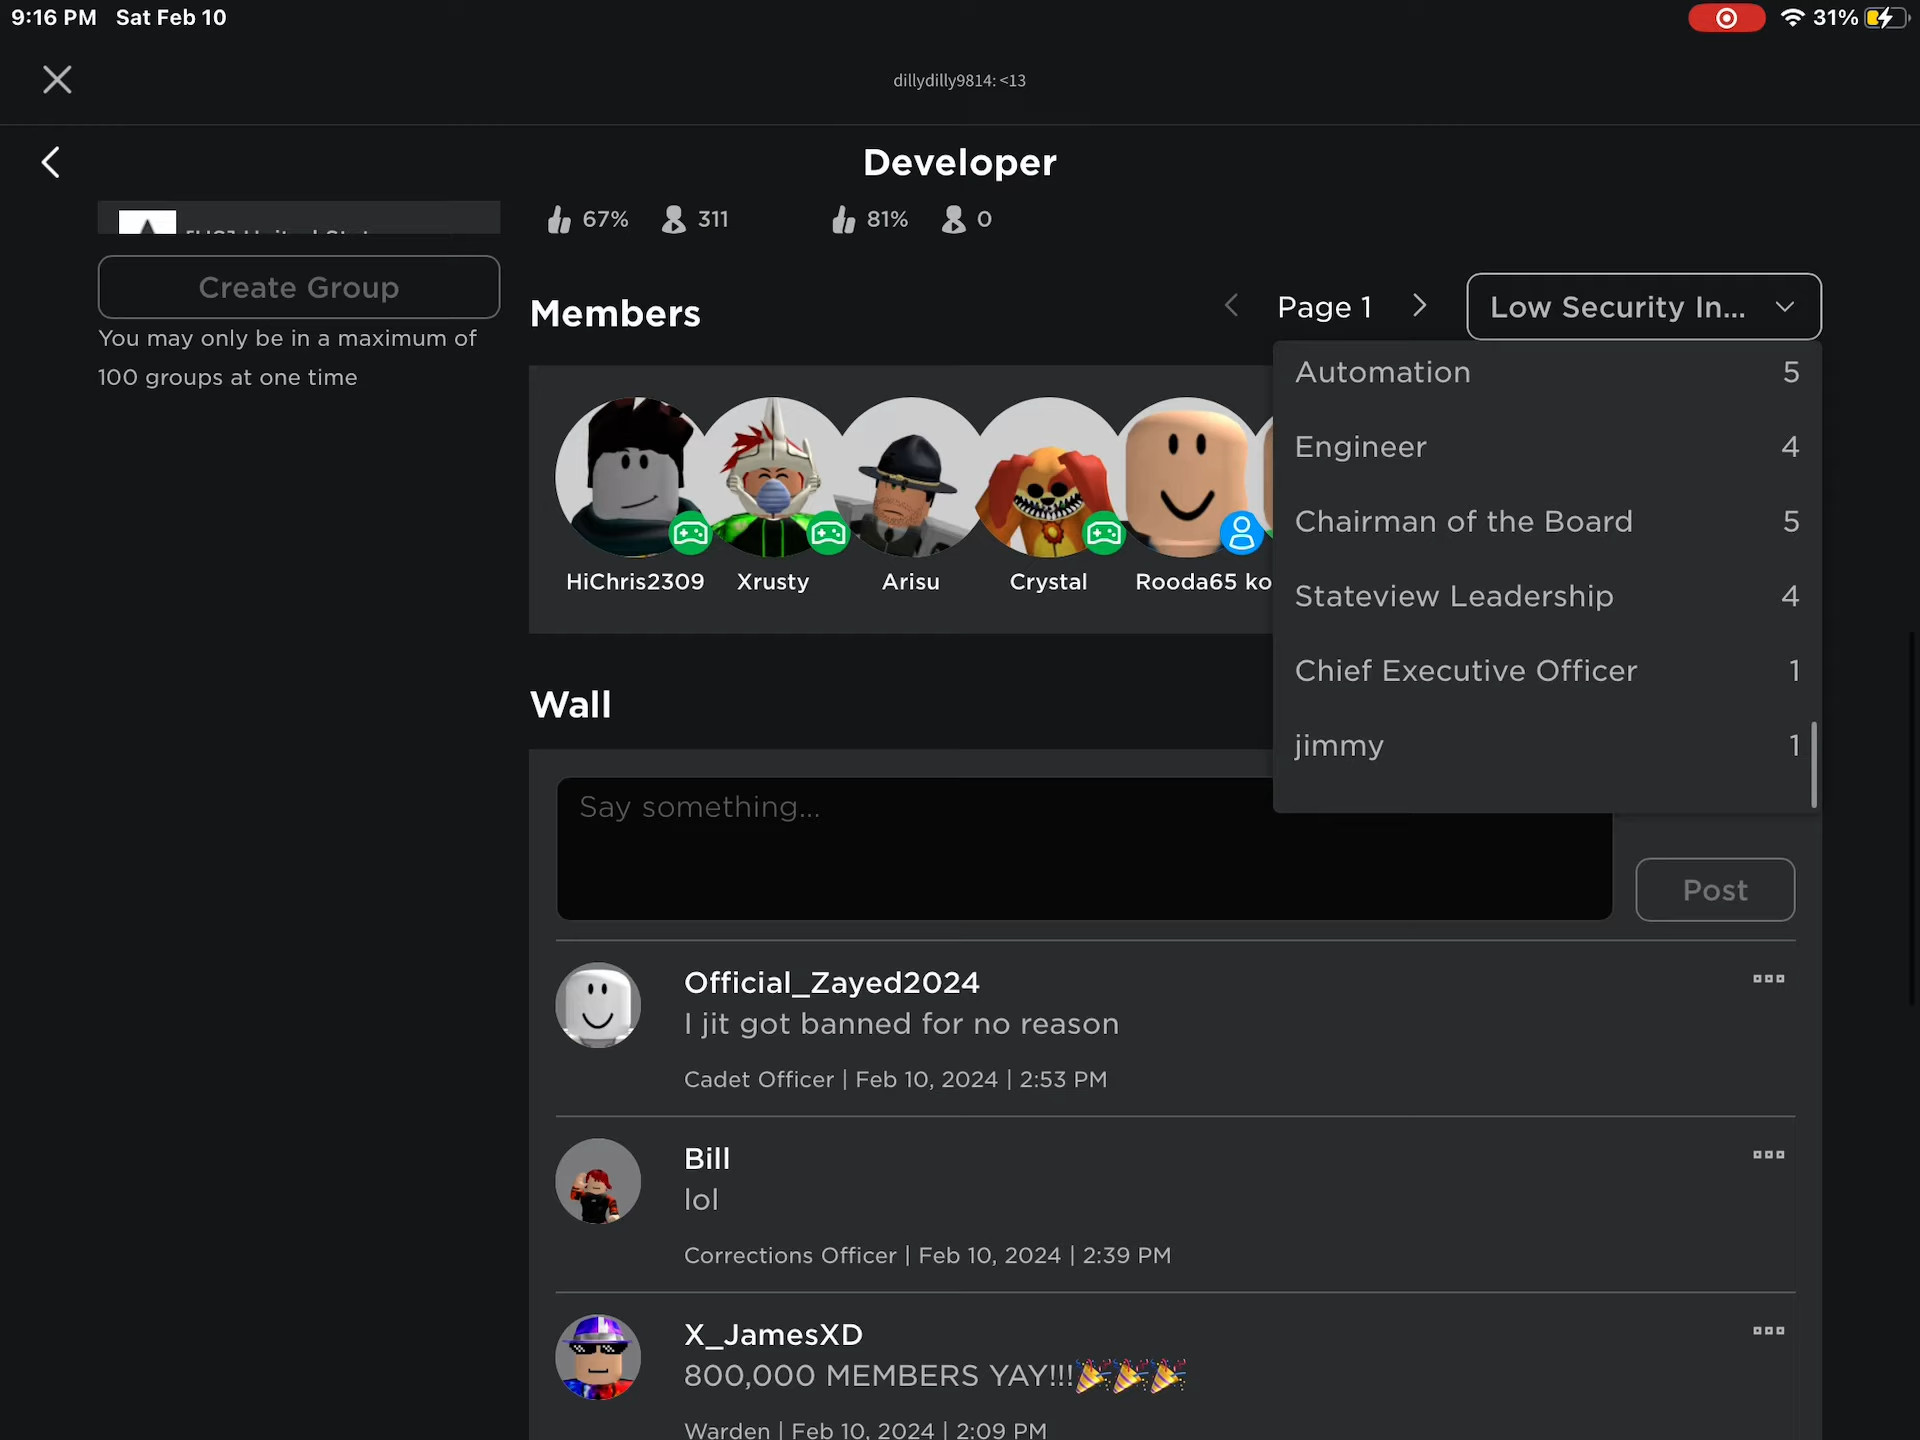 9:16 PM Sat Feb 10
31%
dillydilly9814: <13
Developer
67% 311 81% 0
Create Group
You may only be in a maximum of
100 groups at one time
Members
Page 1
Low Security In...
Automation 5
Engineer 4
Chairman of the Board 5
Stateview Leadership 4
Chief Executive Officer 1
jimmy 1
HiChris2309 Xrusty Arisu Crystal Rooda65 ko
Wall
Say something...
Post
Official_Zayed2024
I jit got banned for no reason
Cadet Officer | Feb 10, 2024 | 2:53 PM
Bill
lol
Corrections Officer | Feb 10, 2024 | 2:39 PM
X_JamesXD
800,000 MEMBERS YAY!!!🎉🎉🎉
Warden | Feb 10, 2024 | 2:09 PM